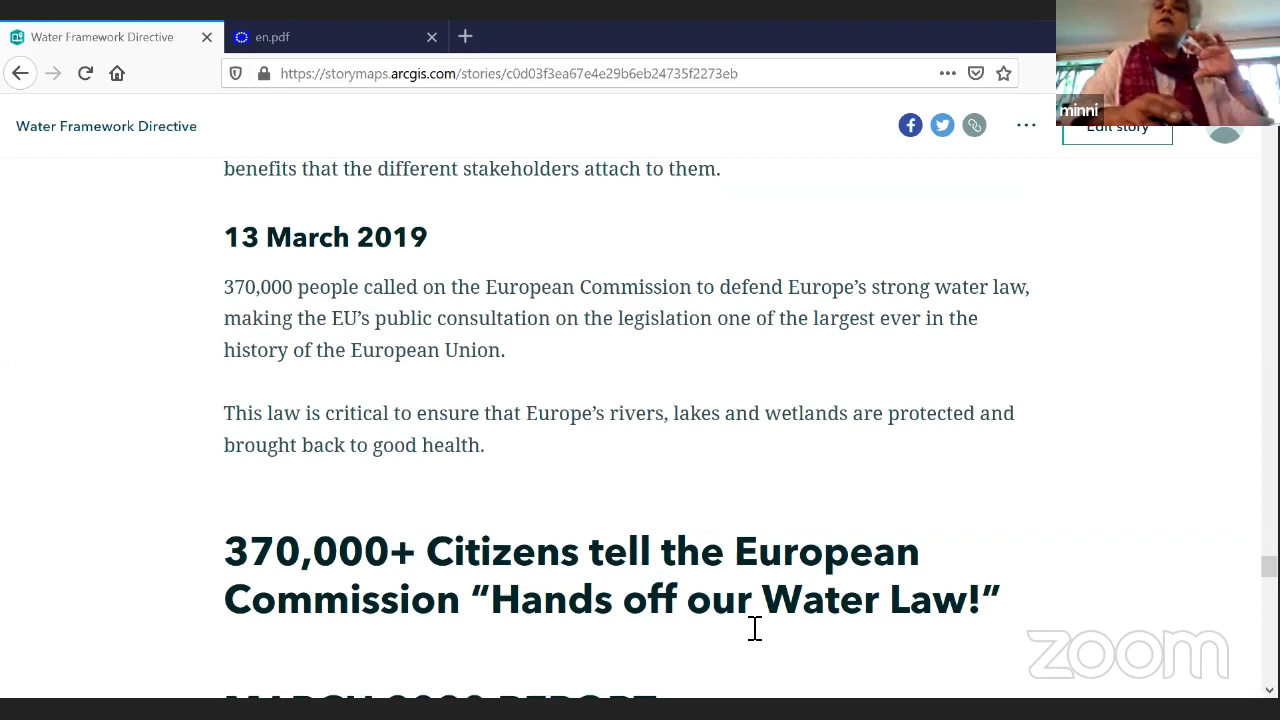 Water Framework Directive
en.pdf
https://storymaps.arcgis.com/stories/c0d03f3ea67e4e29b6eb24735f2273eb
minni
Water Framework Directive
Edit story
benefits that the different stakeholders attach to them.
13 March 2019
370,000 people called on the European Commission to defend Europe’s strong water law,
making the EU’s public consultation on the legislation one of the largest ever in the
history of the European Union.
This law is critical to ensure that Europe’s rivers, lakes and wetlands are protected and
brought back to good health.
370,000+ Citizens tell the European
Commission “Hands off our Water Law!”
zoom